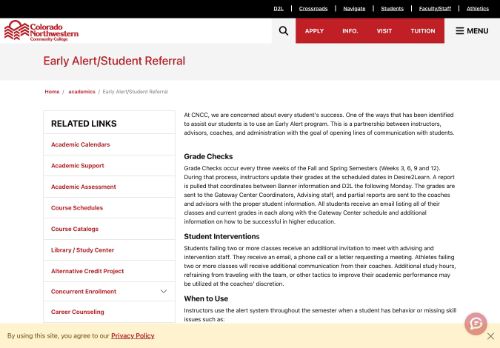 D2L
Crossroads
Navigate
Students
Faculty/Staff
Athletics
Colorado
Northwestern
Community College
APPLY
INFO.
VISIT
TUITION
MENU
Early Alert/Student Referral
Home / academics / Early Alert/Student Referral
RELATED LINKS
Academic Calendars
Academic Support
Academic Assessment
Course Schedules
Course Catalogs
Library / Study Center
Alternative Credit Project
Concurrent Enrollment
Career Counseling
At CNCC, we are concerned about every student's success. One of the ways that has been identified
to assist our students is to use an Early Alert program. This is a partnership between instructors,
advisors, coaches, and administration with the goal of opening lines of communication with students.
Grade Checks
Grade Checks occur every three weeks of the Fall and Spring Semesters (Weeks 3, 6, 9 and 12).
During that process, instructors update their grades at the scheduled dates in Desire2Learn. A report
is pulled that coordinates between Banner information and D2L the following Monday. The grades are
sent to the Gateway Center Coordinators, Advising staff, and partial reports are sent to the coaches
and advisors with the proper student information. All students receive an email listing all of their
classes and current grades in each along with the Gateway Center schedule and additional
information on how to be successful in higher education.
Student Interventions
Students failing two or more classes receive an additional invitation to meet with advising and
intervention staff. They receive an email, a phone call or a letter requesting a meeting. Athletes failing
two or more classes will receive additional communication from their coaches. Additional study hours,
refraining from traveling with the team, or other tactics to improve their academic performance may
be utilized at the coaches' discretion.
When to Use
Instructors use the alert system throughout the semester when a student has behavior or missing skill
issues such as:
By using this site, you agree to our Privacy Policy